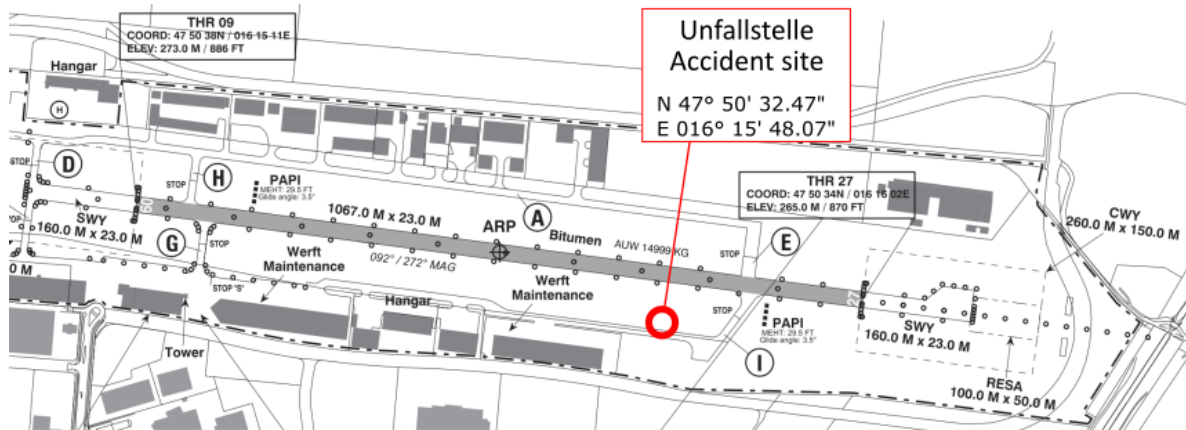 THR 09
COORD: 47 50 38N / 016 15 11E
ELEV: 273.0 M / 886 FT
Unfallstelle
Accident site
N 47° 50' 32.47"
E 016° 15' 48.07"
Hangar
H
STOP
D
STOP
H
PAPI
MEHT: 29.5 FT
Glide angle: 3.5°
THR 27
COORD: 47 50 34N / 016 16 02E
ELEV: 265.0 M / 870 FT
CWY
260.0 M x 150.0 M
SWY
160.0 M x 23.0 M
STOP
09
G
STOP
1067.0 M x 23.0 M
A
ARP
Bitumen
AUW 14999 KG
STOP
E
092° / 272° MAG
0 M
STOP "S"
Werft
Maintenance
Werft
Maintenance
Hangar
27
STOP
PAPI
MEHT: 29.5 FT
Glide angle: 3.5°
SWY
160.0 M x 23.0 M
Tower
I
RESA
100.0 M x 50.0 M